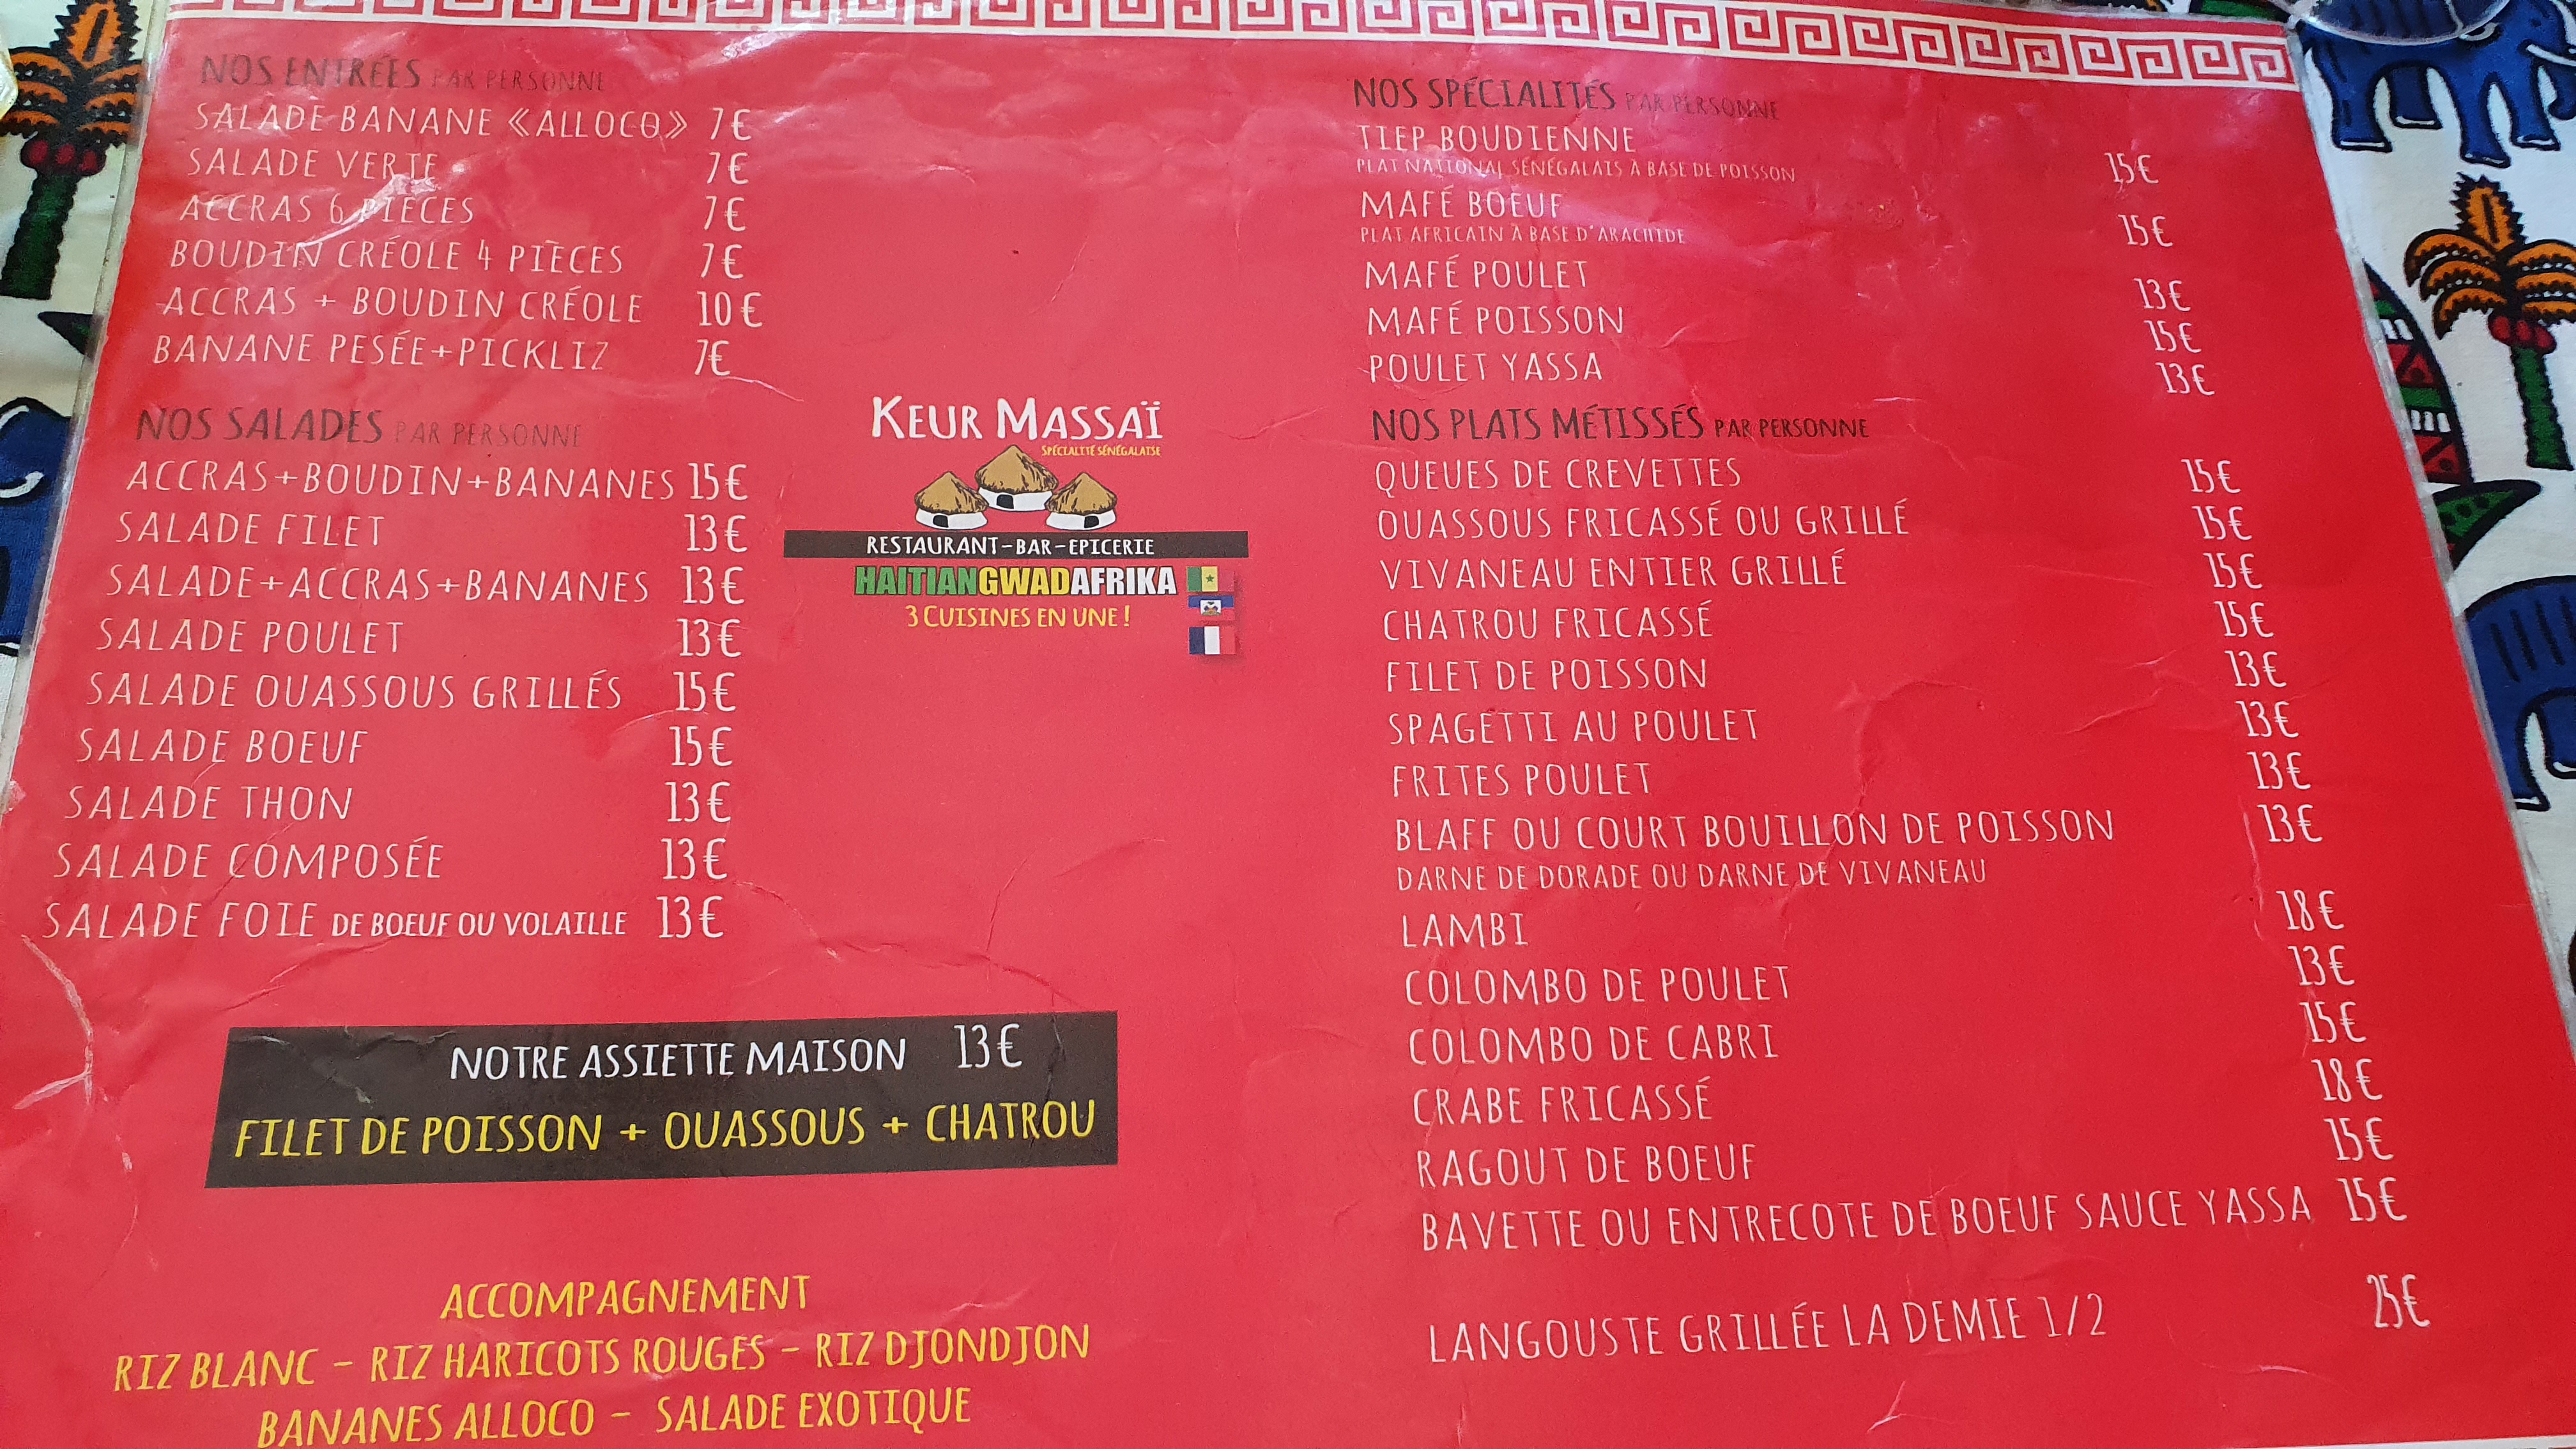 NOS ENTRÉES PAR PERSONNE
SALADE BANANE «ALLOCO» 7€
SALADE VERTE 7€
ACCRAS 6 PIÈCES 7€
BOUDIN CRÉOLE 4 PIÈCES 7€
ACCRAS + BOUDIN CRÉOLE 10€
BANANE PESÉE+PICKLIZ 7€
NOS SALADES PAR PERSONNE
ACCRAS+BOUDIN+BANANES 15€
SALADE FILET 13€
SALADE+ACCRAS+BANANES 13€
SALADE POULET 13€
SALADE OUASSOUS GRILLÉS 15€
SALADE BOEUF 15€
SALADE THON 13€
SALADE COMPOSÉE 13€
SALADE FOIE DE BOEUF OU VOLAILLE 13€
NOTRE ASSIETTE MAISON 13€
FILET DE POISSON + OUASSOUS + CHATROU
ACCOMPAGNEMENT
RIZ BLANC - RIZ HARICOTS ROUGES - RIZ DJONDJON
BANANES ALLOCO - SALADE EXOTIQUE
KEUR MASSAÏ
SPÉCIALITÉ SÉNÉGALAISE
RESTAURANT-BAR-EPICERIE
HAITIANGWADAFRIKA
3 CUISINES EN UNE !
NOS SPÉCIALITÉS PAR PERSONNE
TIEP BOUDIENNE
PLAT NATIONAL SÉNÉGALAIS À BASE DE POISSON 15€
MAFÉ BOEUF
PLAT AFRICAIN À BASE D'ARACHIDE 15€
MAFÉ POULET 13€
MAFÉ POISSON 15€
POULET YASSA 13€
NOS PLATS MÉTISSÉS PAR PERSONNE
QUEUES DE CREVETTES 15€
OUASSOUS FRICASSÉ OU GRILLÉ 15€
VIVANEAU ENTIER GRILLÉ 15€
CHATROU FRICASSÉ 15€
FILET DE POISSON 13€
SPAGETTI AU POULET 13€
FRITES POULET 13€
BLAFF OU COURT BOUILLON DE POISSON 13€
DARNE DE DORADE OU DARNE DE VIVANEAU
LAMBI 18€
COLOMBO DE POULET 13€
COLOMBO DE CABRI 15€
CRABE FRICASSÉ 18€
RAGOUT DE BOEUF 15€
BAVETTE OU ENTRECOTE DE BOEUF SAUCE YASSA 15€
LANGOUSTE GRILLÉE LA DEMIE 1/2 25€